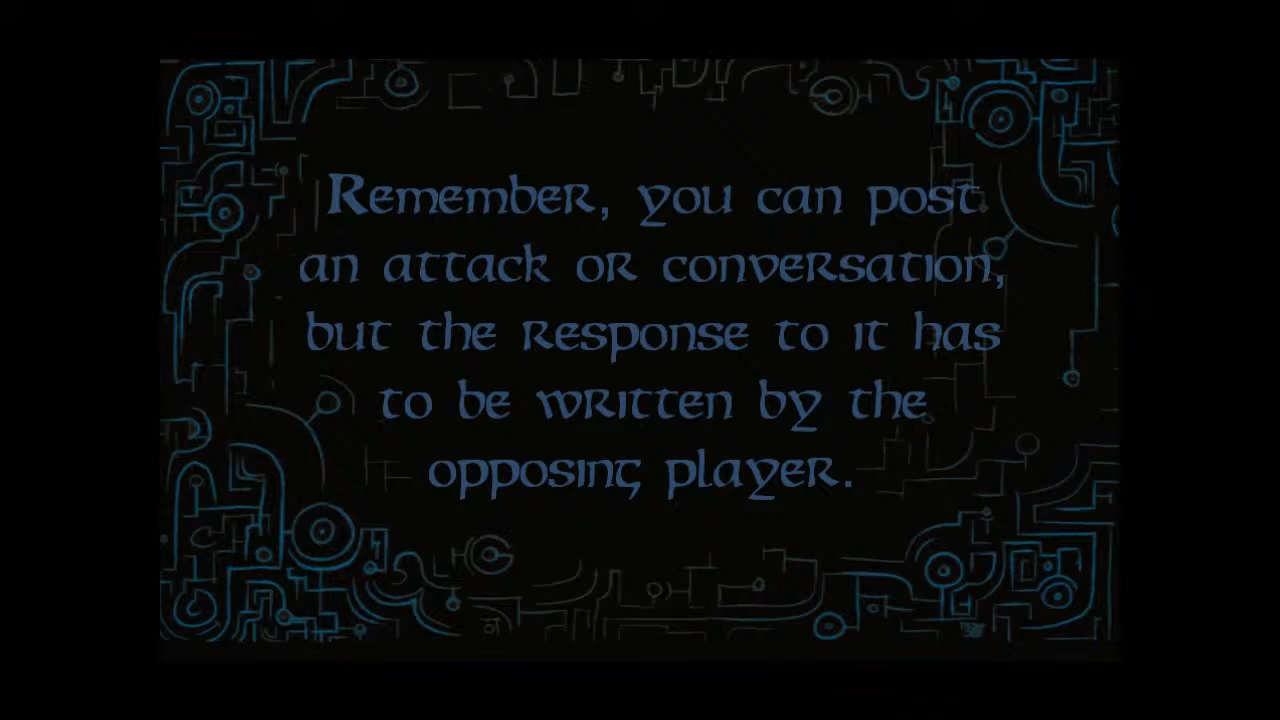 Remember, you can post
an attack or conversation,
but the response to it has
to be written by the
opposing player.